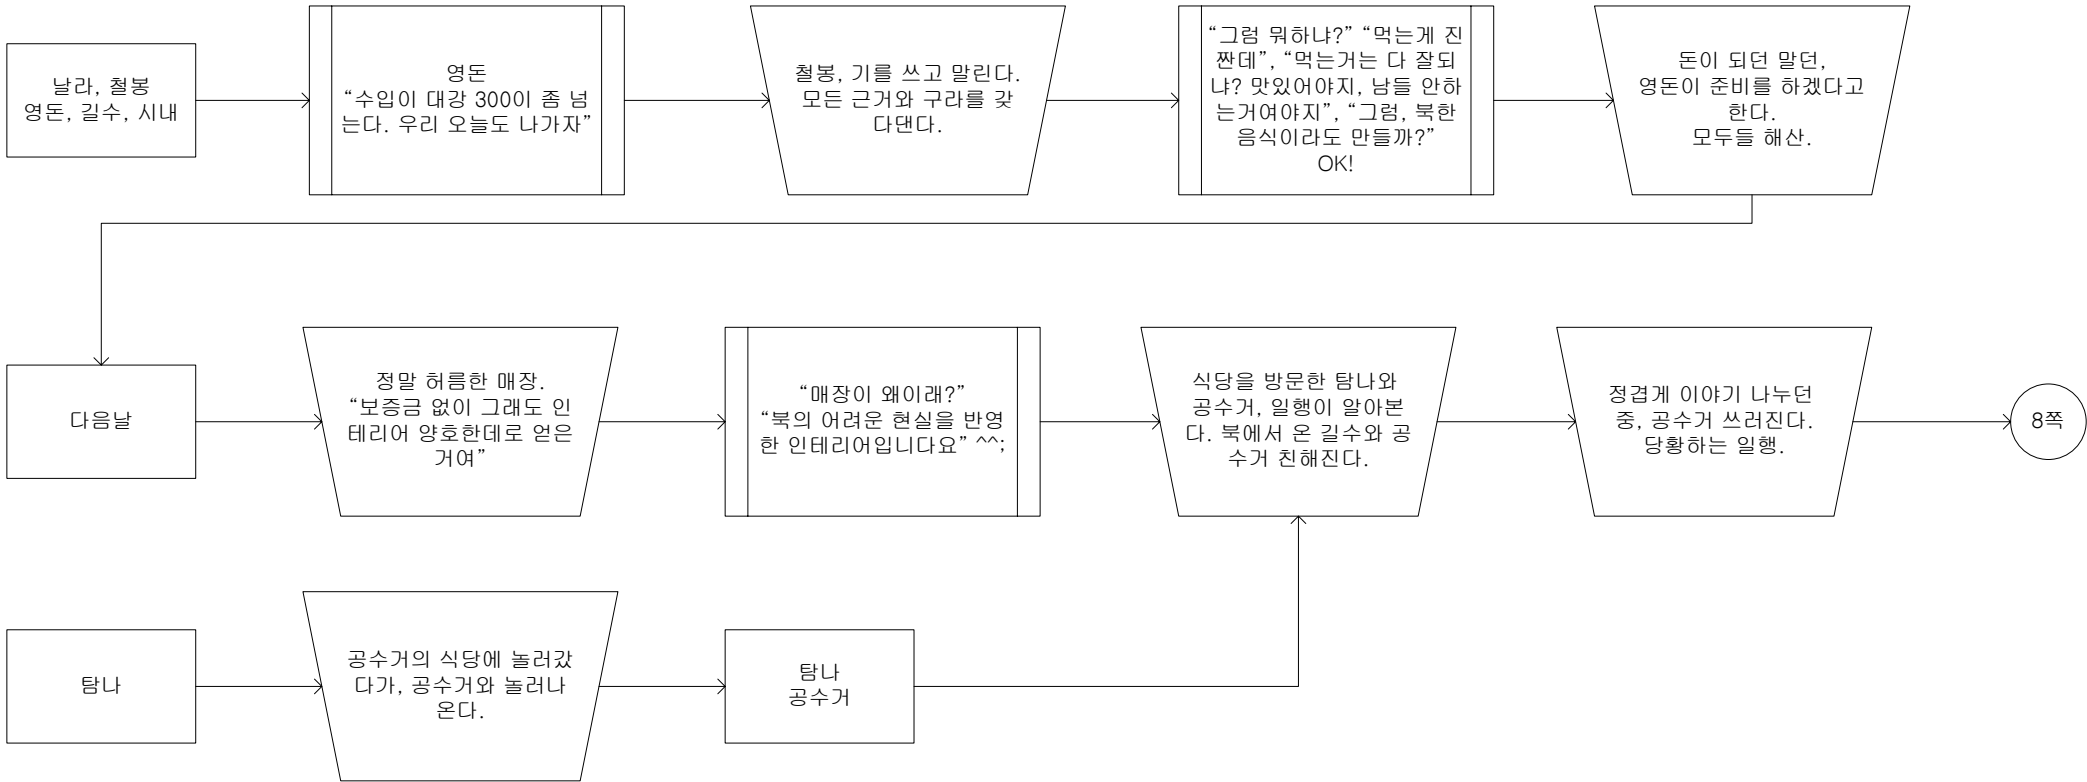 날라, 철봉
영돈, 길수, 시내
영돈
“수입이 대강 300이 좀 넘
는다. 우리 오늘도 나가자”
철봉, 기를 쓰고 말린다.
모든 근거와 구라를 갖
다댄다.
“그럼 뭐하냐?” “먹는게 진
짠데”, “먹는거는 다 잘되
냐? 맛있어야지, 남들 안하
는거여야지”, “그럼, 북한
음식이라도 만들까?”
OK!
돈이 되던 말던,
영돈이 준비를 하겠다고
한다.
모두들 해산.
다음날
정말 허름한 매장.
“보증금 없이 그래도 인
테리어 양호한데로 얻은
거여”
“매장이 왜이래?”
“북의 어려운 현실을 반영
한 인테리어입니다요” ^^;
식당을 방문한 탐나와
공수거, 일행이 알아본
다. 북에서 온 길수와 공
수거 친해진다.
정겹게 이야기 나누던
중, 공수거 쓰러진다.
당황하는 일행.
8쪽
탐나
공수거의 식당에 놀러갔
다가, 공수거와 놀러나
온다.
탐나
공수거